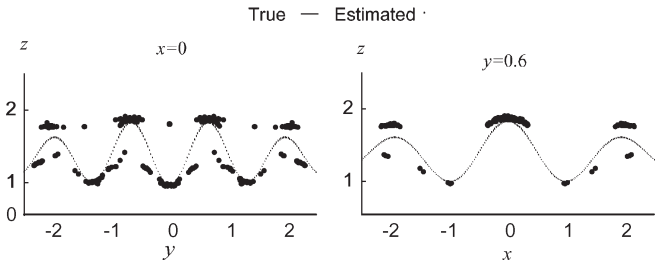 True — Estimated ·
z
x=0
2
1
0
-2 -1 0 1 2
y
z
y=0.6
2
1
-2 -1 0 1 2
x